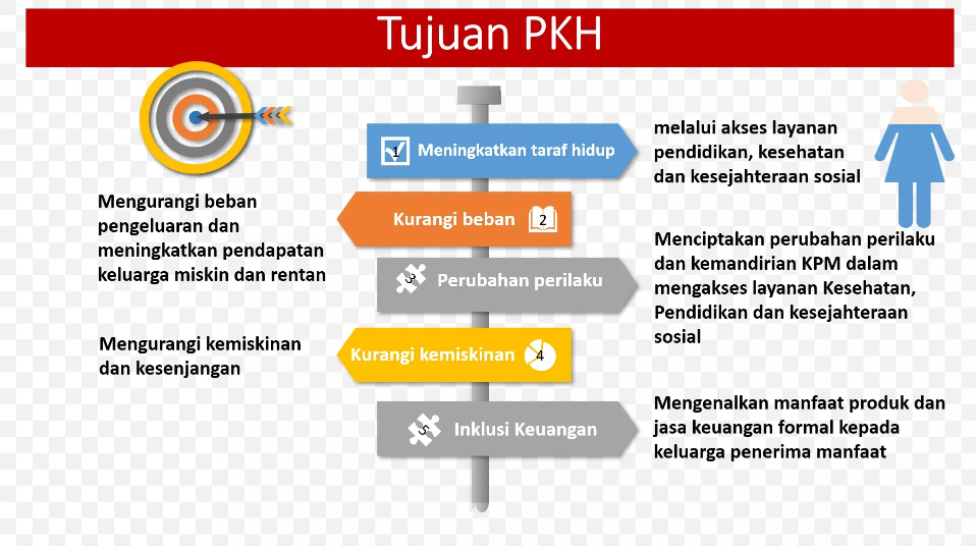 Tujuan PKH
1 Meningkatkan taraf hidup
melalui akses layanan
pendidikan, kesehatan
dan kesejahteraan sosial
Kurangi beban 2
Mengurangi beban
pengeluaran dan
meningkatkan pendapatan
keluarga miskin dan rentan
3 Perubahan perilaku
Menciptakan perubahan perilaku
dan kemandirian KPM dalam
mengakses layanan Kesehatan,
Pendidikan dan kesejahteraan
sosial
Kurangi kemiskinan 4
Mengurangi kemiskinan
dan kesenjangan
5 Inklusi Keuangan
Mengenalkan manfaat produk dan
jasa keuangan formal kepada
keluarga penerima manfaat